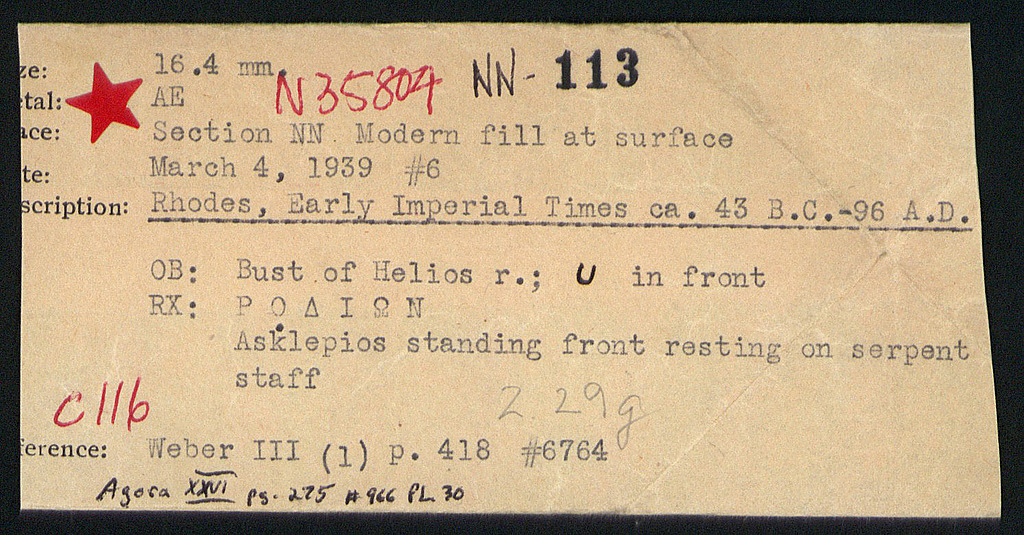 ze: 16.4 mm. N35804 NN- 113
etal: AE
ace: Section NN Modern fill at surface
te: March 4, 1939 #6
scription: Rhodes, Early Imperial Times ca. 43 B.C.-96 A.D.
OB: Bust of Helios r.; U in front
RX: Ρ Ο Δ Ι Ω Ν
Asklepios standing front resting on serpent
staff
C116
2.29g
ference: Weber III (1) p. 418 #6764
Agora XXVI pg. 275 #966 PL 30